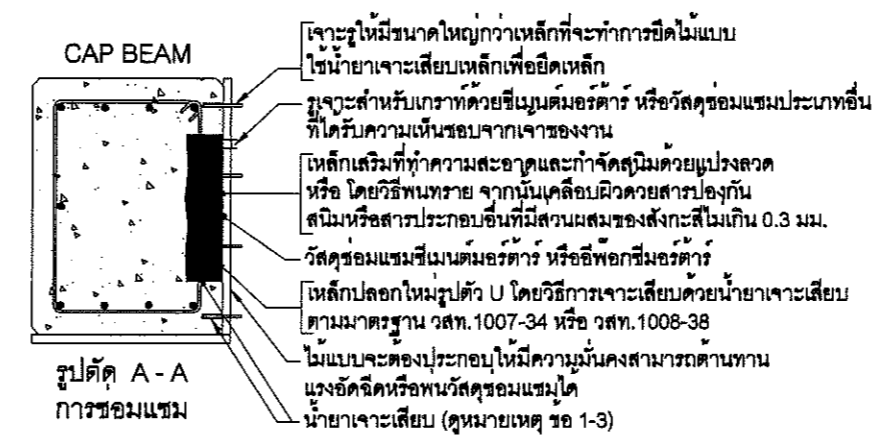 CAP BEAM
เจาะรูให้มีขนาดใหญ่กว่าเหล็กที่จะทำการยึดไม้แบบ
ใช้น้ำยาเจาะเสียบเหล็กเพื่อยึดเหล็ก
รูเจาะสำหรับเกราท์ด้วยซีเมนต์มอร์ต้าร์ หรือวัสดุซ่อมแซมประเภทอื่น
ที่ได้รับความเห็นชอบจากเจ้าของงาน
เหล็กเสริมที่ทำความสะอาดและกำจัดสนิมด้วยแปรงลวด
หรือ โดยวิธีพ่นทราย จากนั้นเคลือบผิวด้วยสารป้องกัน
สนิมหรือสารประกอบอื่นที่มีส่วนผสมของสังกะสีไม่เกิน 0.3 มม.
วัสดุซ่อมแซมซีเมนต์มอร์ต้าร์ หรืออีพ๊อกซีมอร์ต้าร์
เหล็กปลอกใหม่รูปตัว U โดยวิธีการเจาะเสียบด้วยน้ำยาเจาะเสียบ
ตามมาตรฐาน วสท.1007-34 หรือ วสท.1008-38
ไม้แบบจะต้องประกอบให้มีความมั่นคงสามารถต้านทาน
แรงอัดฉีดหรือพ่นวัสดุซ่อมแซมได้
น้ำยาเจาะเสียบ (ดูหมายเหตุ ข้อ 1-3)
รูปตัด A - A
การซ่อมแซม